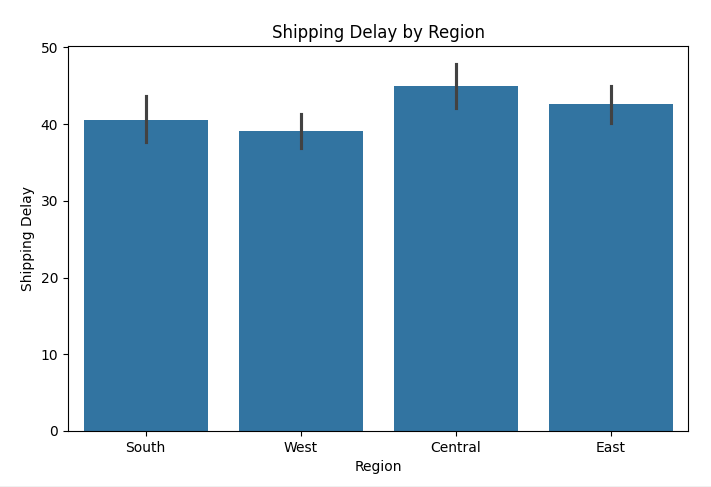 Shipping Delay by Region
50
40
30
20
10
0
Shipping Delay
South West Central East
Region